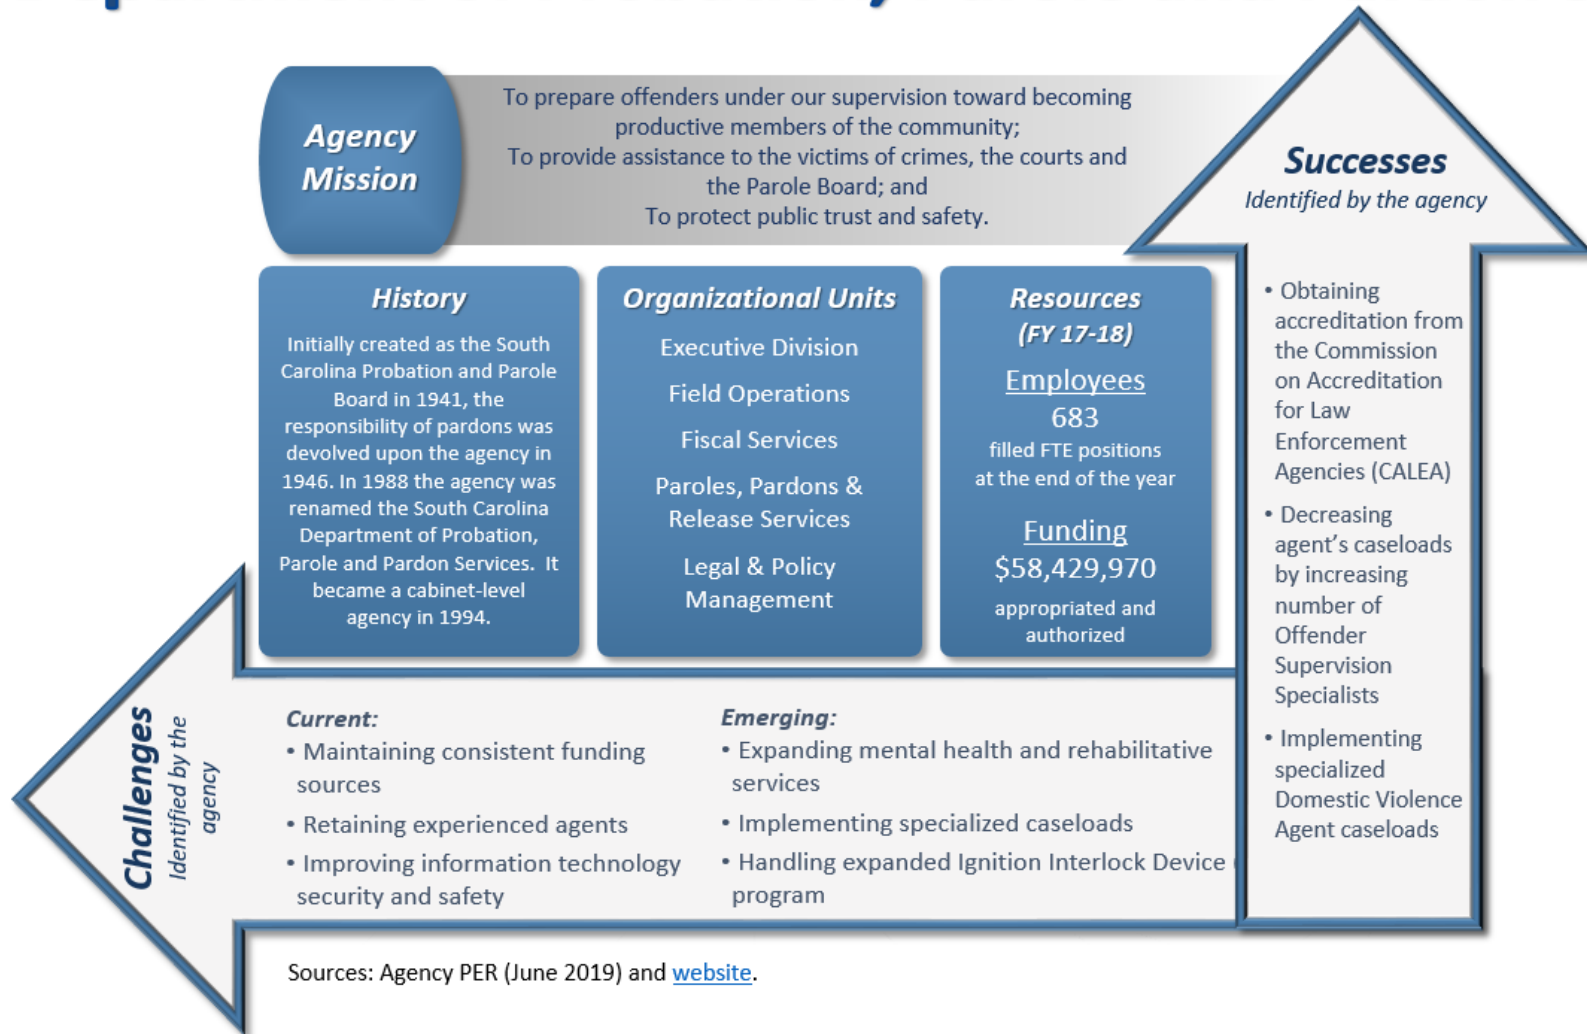 Agency
Mission
To prepare offenders under our supervision toward becoming
productive members of the community;
To provide assistance to the victims of crimes, the courts and
the Parole Board; and
To protect public trust and safety.
Successes
Identified by the agency
• Obtaining
accreditation from
the Commission
on Accreditation
for Law
Enforcement
Agencies (CALEA)
• Decreasing
agent's caseloads
by increasing
number of
Offender
Supervision
Specialists
• Implementing
specialized
Domestic Violence
Agent caseloads
History
Initially created as the South
Carolina Probation and Parole
Board in 1941, the
responsibility of pardons was
devolved upon the agency in
1946. In 1988 the agency was
renamed the South Carolina
Department of Probation,
Parole and Pardon Services. It
became a cabinet-level
agency in 1994.
Organizational Units
Executive Division
Field Operations
Fiscal Services
Paroles, Pardons &
Release Services
Legal & Policy
Management
Resources
(FY 17-18)
Employees
683
filled FTE positions
at the end of the year
Funding
$58,429,970
appropriated and
authorized
Challenges
Identified by the
agency
Current:
• Maintaining consistent funding
sources
• Retaining experienced agents
• Improving information technology
security and safety
Emerging:
• Expanding mental health and rehabilitative
services
• Implementing specialized caseloads
• Handling expanded Ignition Interlock Device
program
Sources: Agency PER (June 2019) and website.